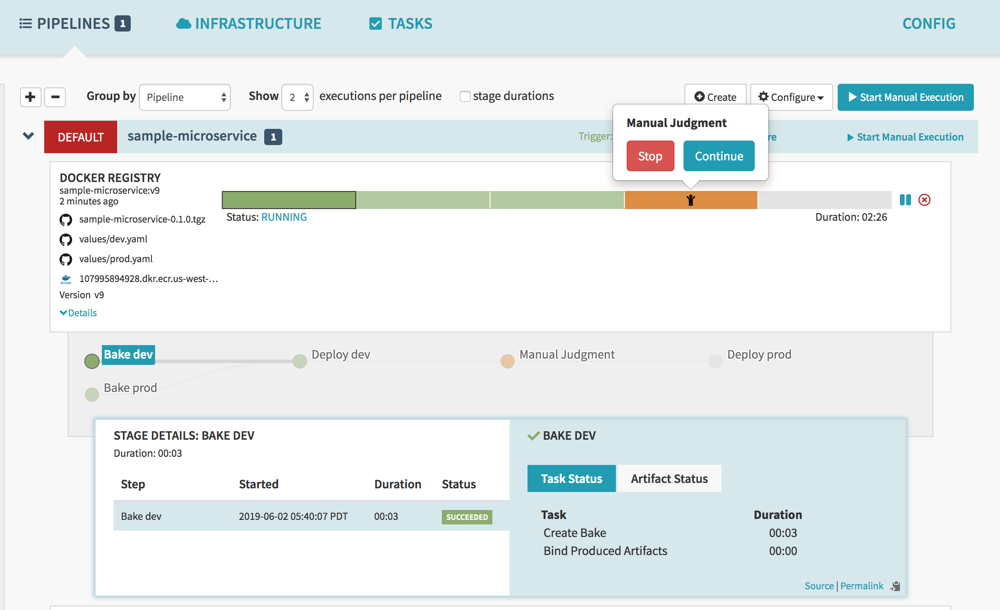 PIPELINES 1
INFRASTRUCTURE
TASKS
CONFIG
Group by Pipeline Show 2 executions per pipeline stage durations
Create Configure Start Manual Execution
Manual Judgment
Stop Continue
DEFAULT sample-microservice 1 Trigger: re Start Manual Execution
DOCKER REGISTRY
sample-microservice:v9
2 minutes ago
sample-microservice-0.1.0.tgz
values/dev.yaml
values/prod.yaml
docker 107995894928.dkr.ecr.us-west-...
Version v9
Details
Status: RUNNING Duration: 02:26
Bake dev Deploy dev Manual Judgment Deploy prod
Bake prod
STAGE DETAILS: BAKE DEV
Duration: 00:03
Step Started Duration Status
Bake dev 2019-06-02 05:40:07 PDT 00:03 SUCCEEDED
BAKE DEV
Task Status Artifact Status
Task Duration
Create Bake 00:03
Bind Produced Artifacts 00:00
Source | Permalink